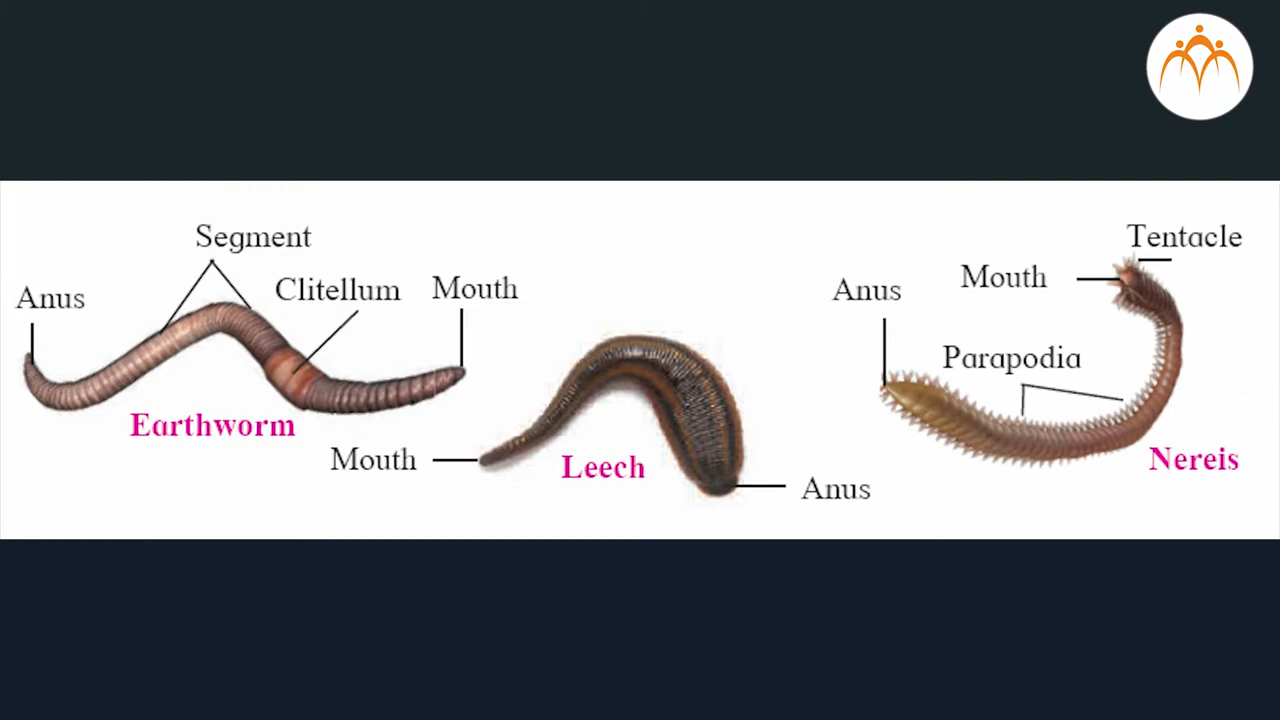 Segment
Anus
Clitellum
Mouth
Earthworm
Mouth
Leech
Anus
Tentacle
Mouth
Anus
Parapodia
Nereis